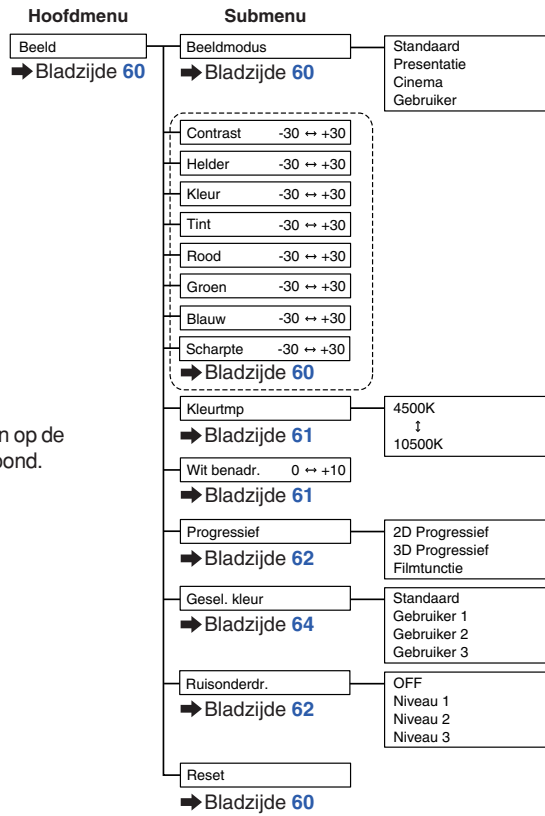 Hoofdmenu Submenu
Beeld
➡ Bladzijde 60
Beeldmodus
➡ Bladzijde 60
Standaard
Presentatie
Cinema
Gebruiker
Contrast -30 ↔ +30
Helder -30 ↔ +30
Kleur -30 ↔ +30
Tint -30 ↔ +30
Rood -30 ↔ +30
Groen -30 ↔ +30
Blauw -30 ↔ +30
Scharpte -30 ↔ +30
➡ Bladzijde 60
n op de
oond.
Kleurtmp
➡ Bladzijde 61
4500K
↕
10500K
Wit benadr. 0 ↔ +10
➡ Bladzijde 61
Progressief
➡ Bladzijde 62
2D Progressief
3D Progressief
Filmtunctie
Gesel. kleur
➡ Bladzijde 64
Standaard
Gebruiker 1
Gebruiker 2
Gebruiker 3
Ruisonderdr.
➡ Bladzijde 62
OFF
Niveau 1
Niveau 2
Niveau 3
Reset
➡ Bladzijde 60